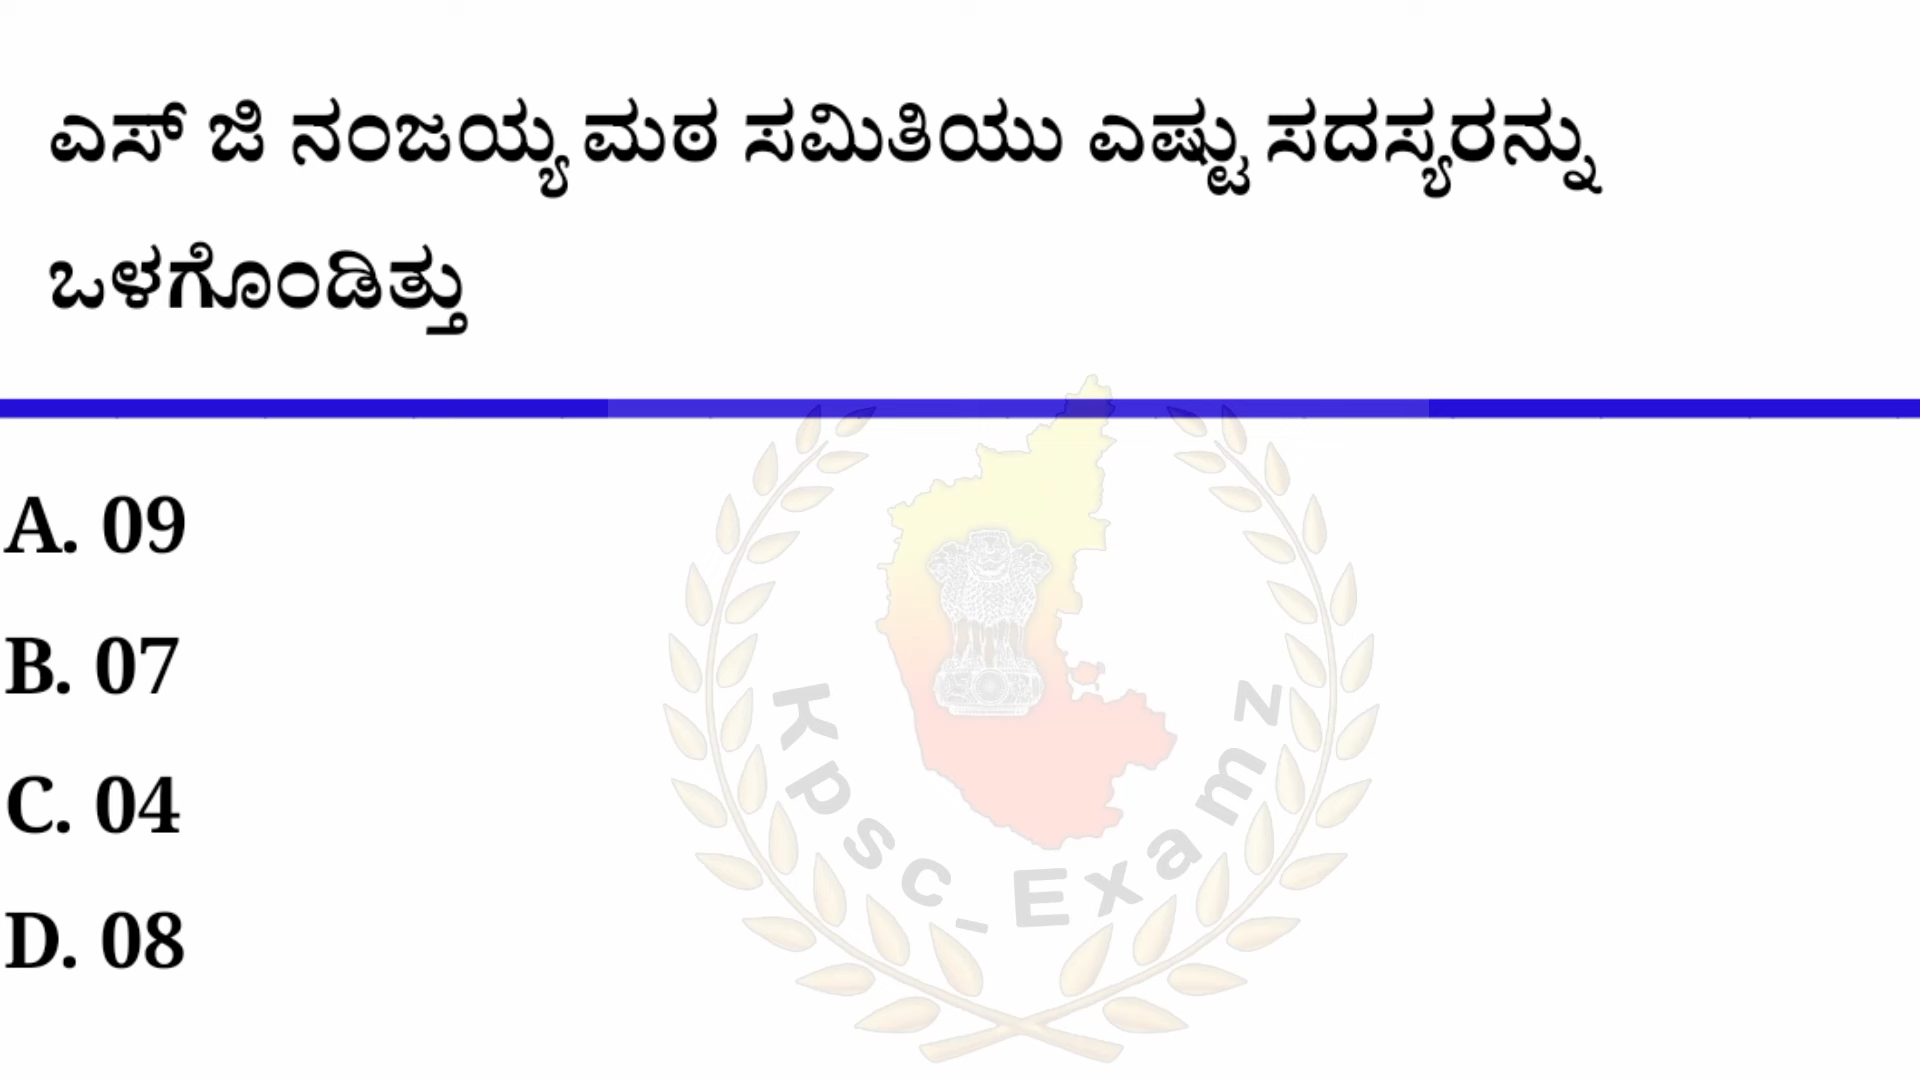 ಎಸ್ ಜಿ ನಂಜಯ್ಯ ಮಠ ಸಮಿತಿಯು ಎಷ್ಟು ಸದಸ್ಯರನ್ನು
ಒಳಗೊಂಡಿತ್ತು
A. 09
B. 07
C. 04
D. 08
Kpsc_Examz